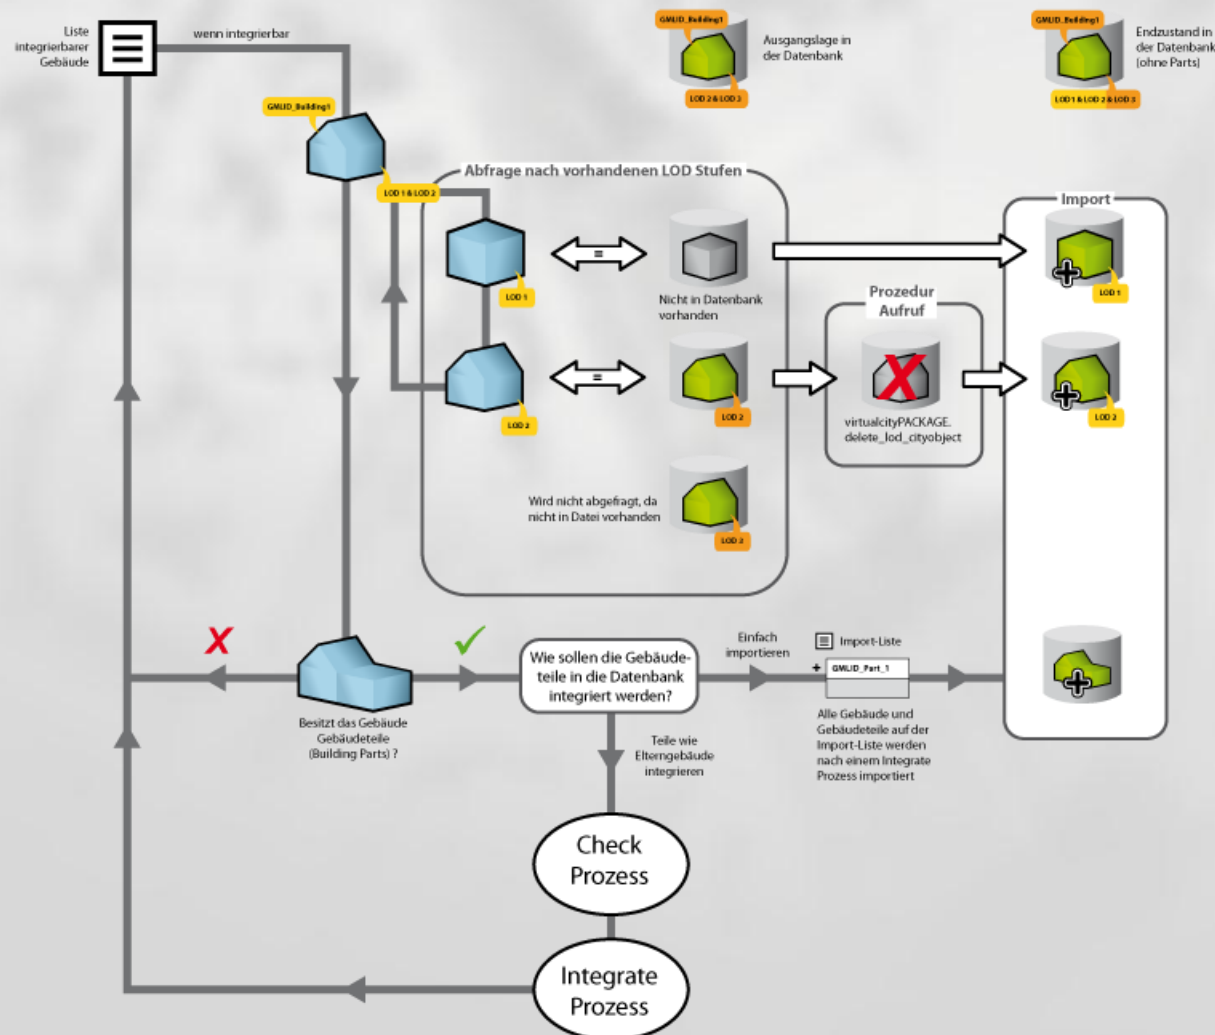 Liste
integrierbarer
Gebäude
wenn integrierbar
GMLID_Building1
LOD 1 & LOD 2
GMLID_Building1
LOD 2 & LOD 3
Ausgangslage in
der Datenbank
GMLID_Building1
LOD 1 & LOD 2 & LOD 3
Endzustand in
der Datenbank
(ohne Parts)
Abfrage nach vorhandenen LOD Stufen
LOD 1
=
Nicht in Datenbank
vorhanden
LOD 2
=
LOD 2
Wird nicht abgefragt, da
nicht in Datei vorhanden
LOD 3
Prozedur
Aufruf
X
virtualcityPACKAGE.
delete_lod_cityobject
Import
LOD 1
LOD 2
X
Besitzt das Gebäude
Gebäudeteile
(Building Parts) ?
Wie sollen die Gebäude-
teile in die Datenbank
integriert werden?
Einfach
importieren
Import-Liste
+ GMLID_Part_1
Alle Gebäude und
Gebäudeteile auf der
Import-Liste werden
nach einem Integrate
Prozess importiert
Teile wie
Elterngebäude
integrieren
Check
Prozess
Integrate
Prozess